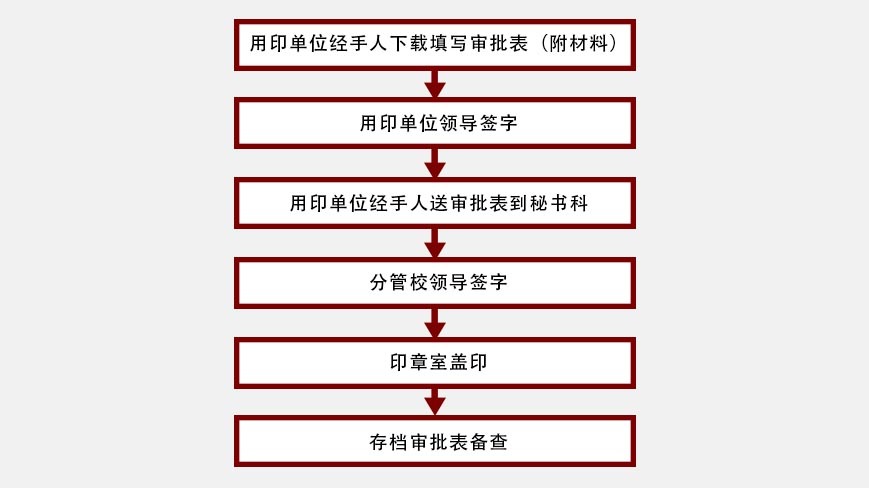 用印单位经手人下载填写审批表（附材料）
用印单位领导签字
用印单位经手人送审批表到秘书科
分管校领导签字
印章室盖印
存档审批表备查